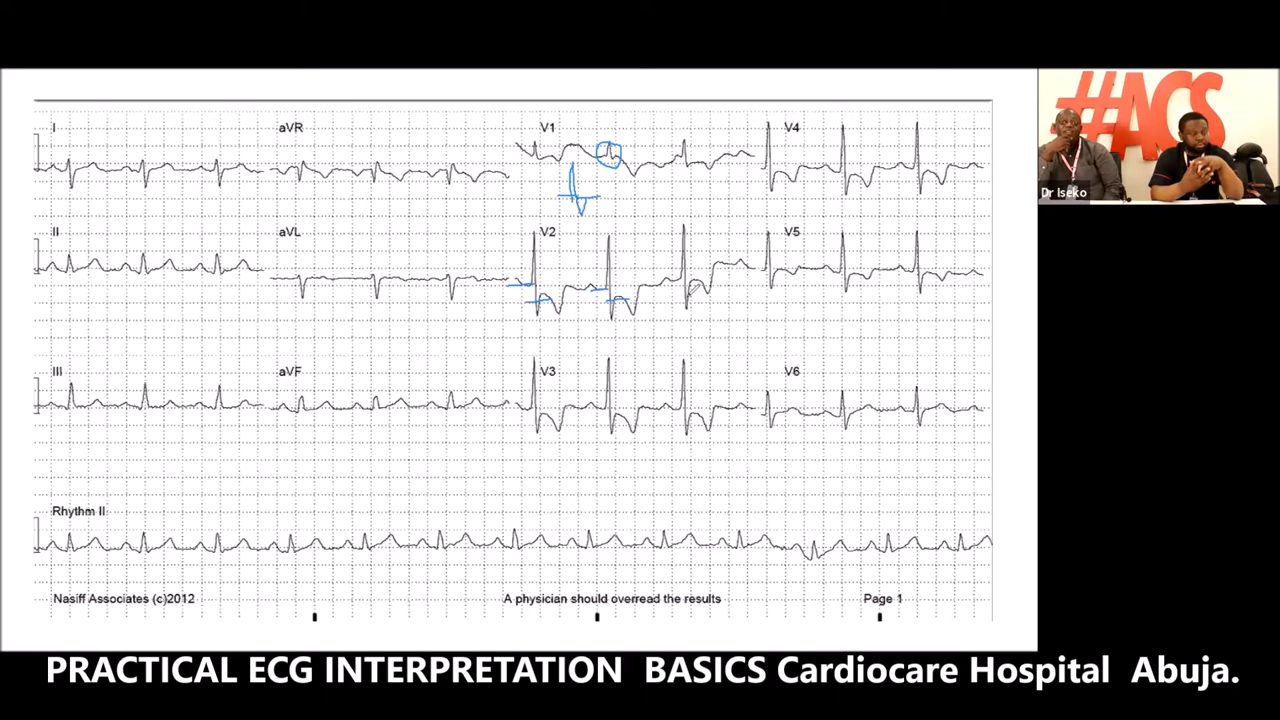 I aVR V1 V4
#ACS
Dr Iseko
II aVL V2 V5
III aVF V3 V6
Rhythm II
Nasiff Associates (c)2012 A physician should overread the results Page 1
PRACTICAL ECG INTERPRETATION BASICS Cardiocare Hospital Abuja.